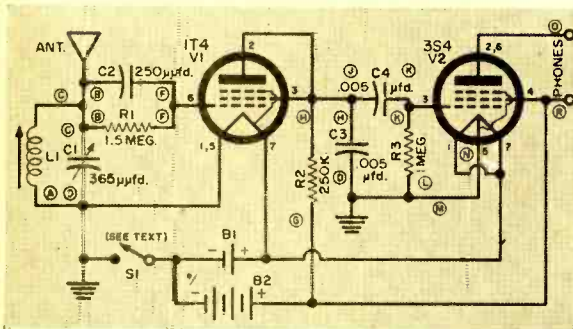 ANT.
1T4
V1
3S4
V2
2
2,6
PHONES
O
C2
250µµfd.
B
F
6
3
J
C4
.005
µfd.
K
3
4
R
C
B
R1
F
1.5 MEG.
H
H
K
1,5
7
1
N
5
7
L1
C
C1
365µµfd.
A
D
C3
.005
µfd.
D
R2
250K
R3
1 MEG.
L
M
G
(SEE TEXT)
S1
- B1 +
- B2 +